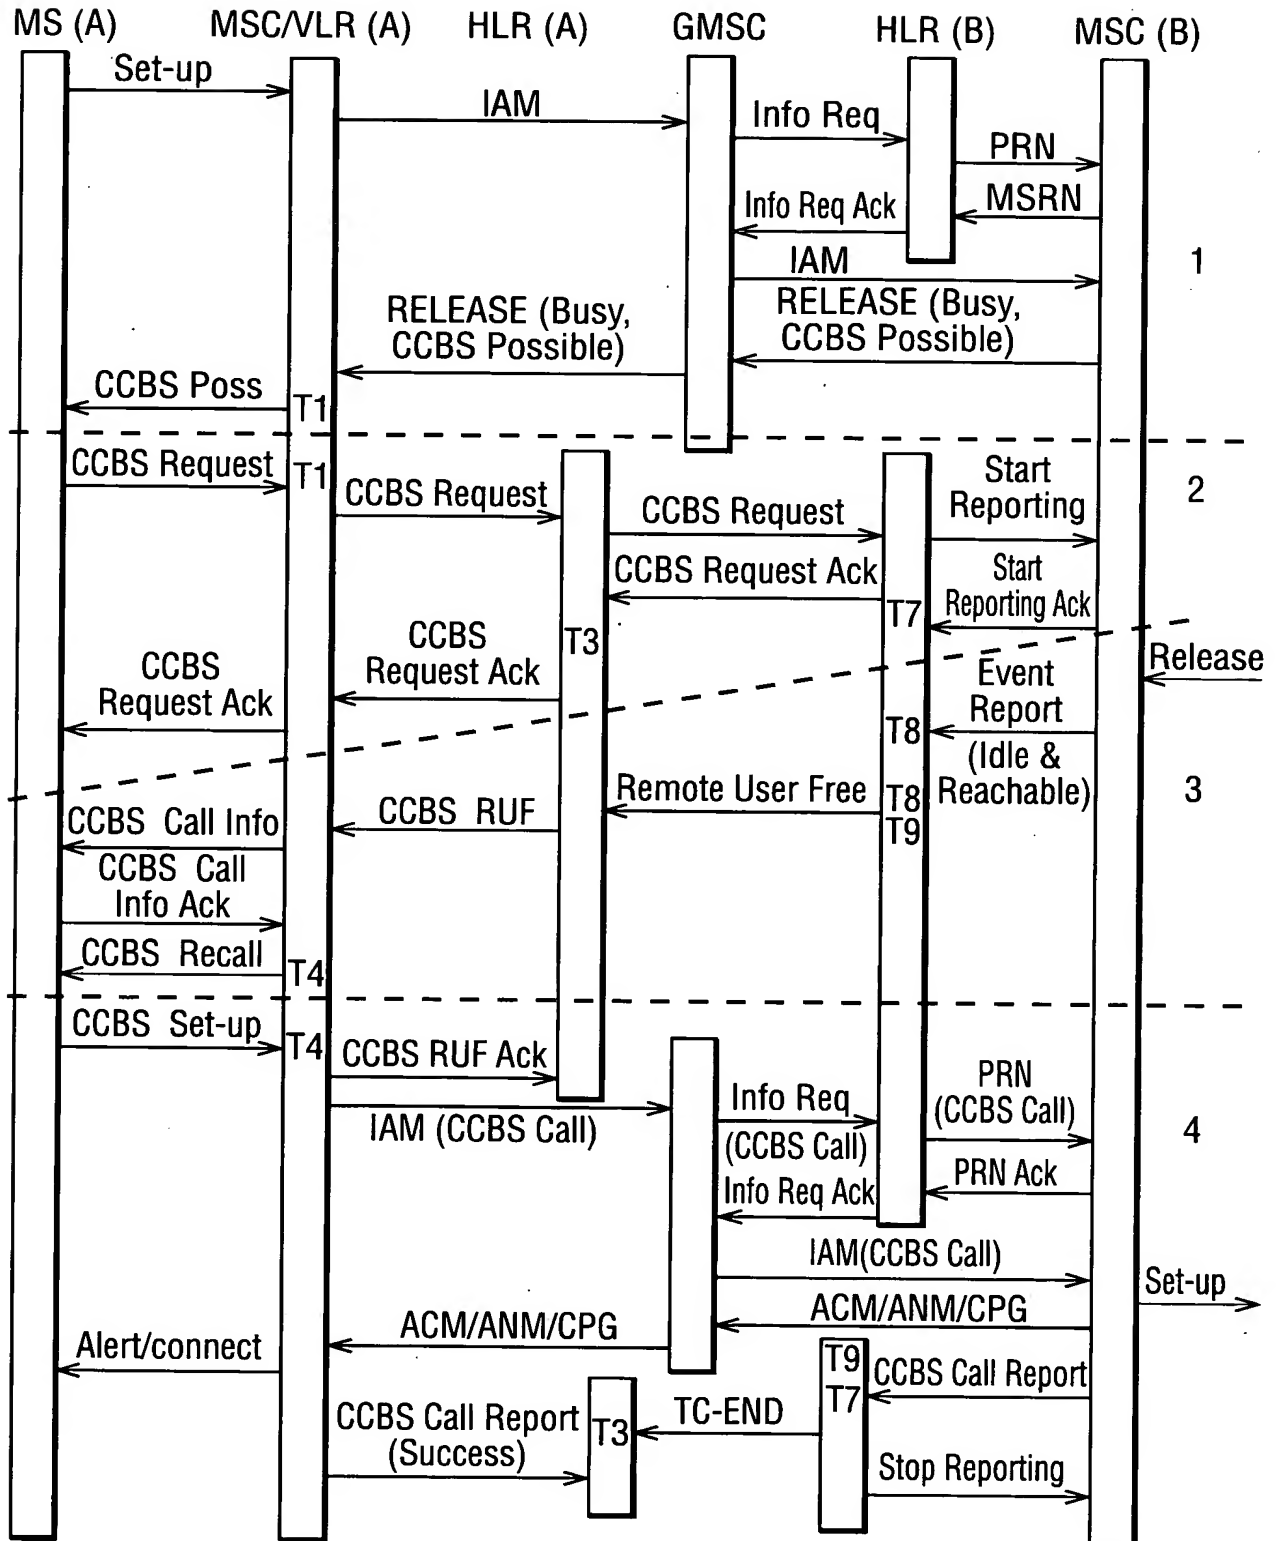 MS (A)
MSC/VLR (A)
HLR (A)
GMSC
HLR (B)
MSC (B)
Set-up
IAM
Info Req
PRN
MSRN
Info Req Ack
IAM
1
RELEASE (Busy,
CCBS Possible)
RELEASE (Busy,
CCBS Possible)
CCBS Poss
T1
CCBS Request
T1
CCBS Request
CCBS Request
Start
Reporting
2
CCBS Request Ack
Start
Reporting Ack
T7
T3
CCBS
Request Ack
CCBS
Request Ack
Release
Event
Report
(Idle &
Reachable)
T8
Remote User Free
T8
T9
3
CCBS RUF
CCBS Call Info
CCBS Call
Info Ack
CCBS Recall
T4
CCBS Set-up
T4
CCBS RUF Ack
IAM (CCBS Call)
Info Req
(CCBS Call)
PRN
(CCBS Call)
4
PRN Ack
Info Req Ack
IAM(CCBS Call)
Set-up
ACM/ANM/CPG
ACM/ANM/CPG
Alert/connect
T9
T7
CCBS Call Report
TC-END
T3
CCBS Call Report
(Success)
Stop Reporting